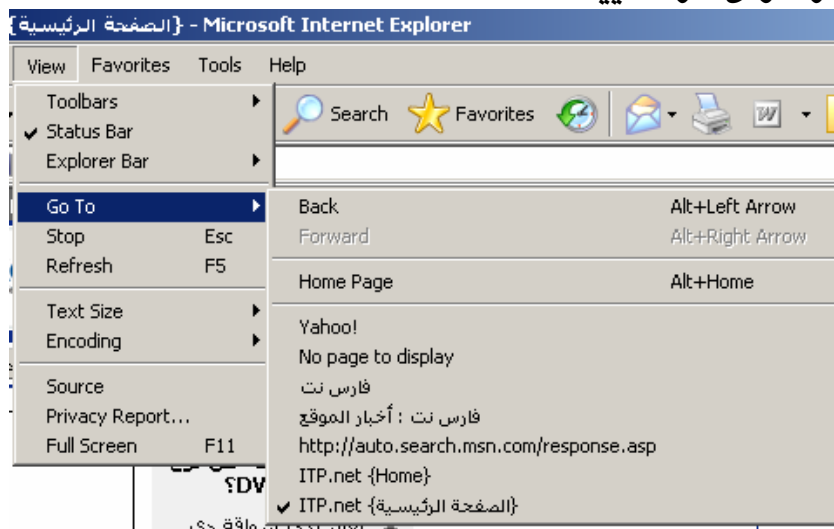 {الصفحة الرئيسية} - Microsoft Internet Explorer
View Favorites Tools Help
Search Favorites
Toolbars
Status Bar
Explorer Bar
Go To
Stop Esc
Refresh F5
Text Size
Encoding
Source
Privacy Report...
Full Screen F11
Back Alt+Left Arrow
Forward Alt+Right Arrow
Home Page Alt+Home
Yahoo!
No page to display
فارس نت
فارس نت : أخبار الموقع
http://auto.search.msn.com/response.asp
ITP.net {Home}
ITP.net {الصفحة الرئيسية}